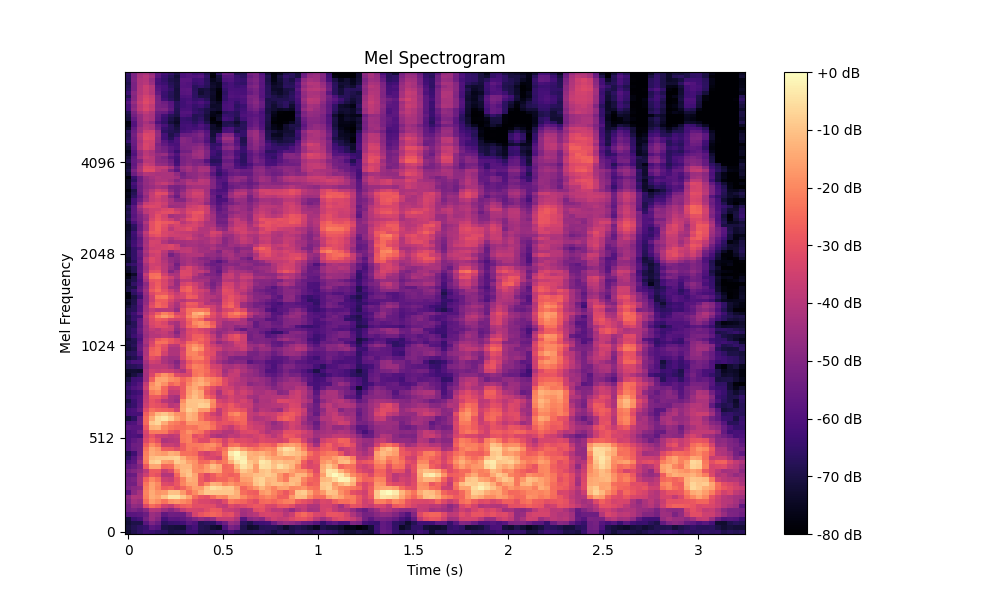 Mel Spectrogram
Mel Frequency
4096
2048
1024
512
0
0 0.5 1 1.5 2 2.5 3
Time (s)
+0 dB
-10 dB
-20 dB
-30 dB
-40 dB
-50 dB
-60 dB
-70 dB
-80 dB